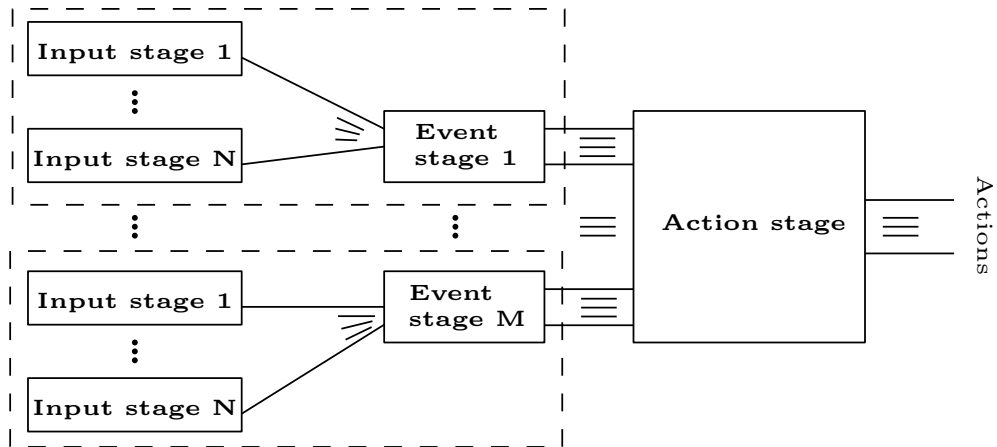 Input stage 1
Input stage N
Event
stage 1
Action stage
Actions
Input stage 1
Input stage N
Event
stage M